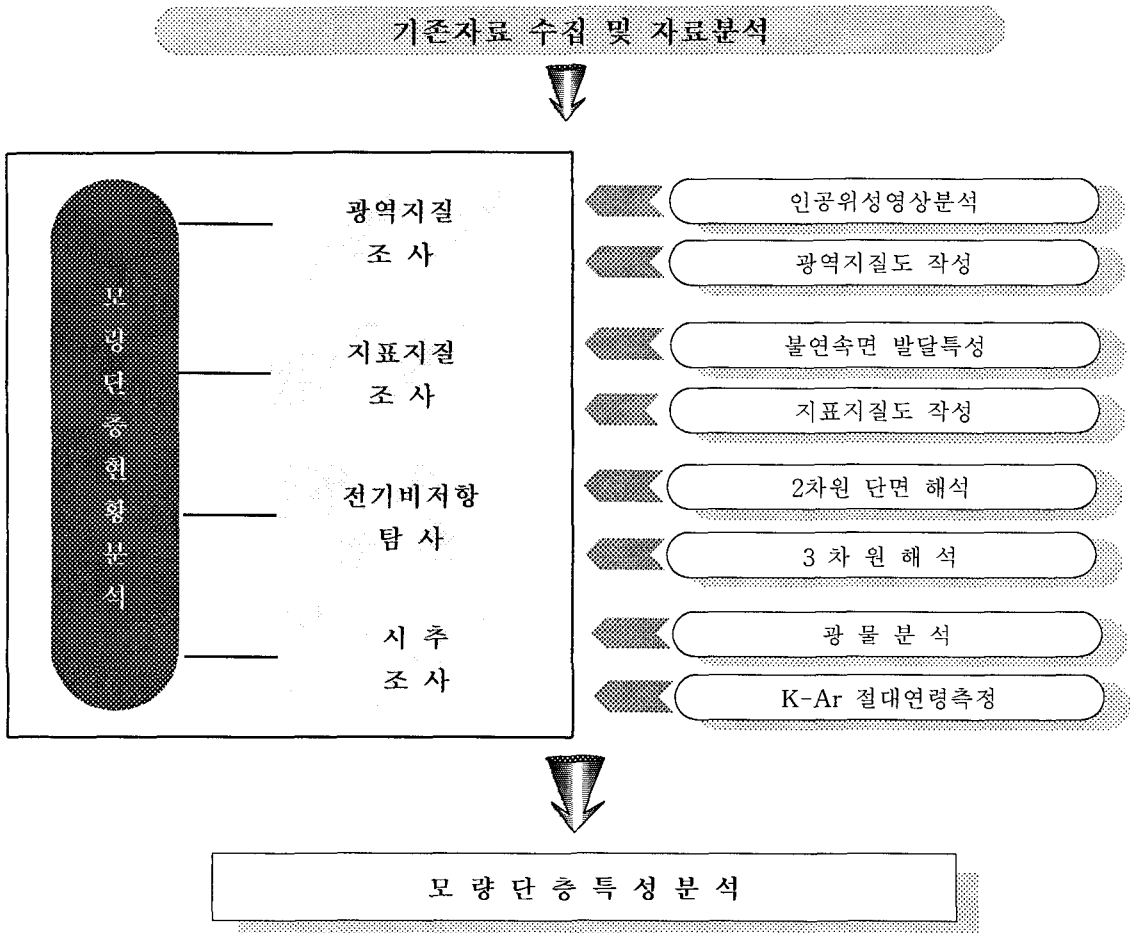 기존자료 수집 및 자료분석
모량단층현황분석
광역지질
조 사
인공위성영상분석
광역지질도 작성
지표지질
조 사
불연속면 발달특성
지표지질도 작성
전기비저항
탐 사
2차원 단면 해석
3 차 원 해 석
시 추
조 사
광 물 분 석
K-Ar 절대연령측정
모 량 단 층 특 성 분 석